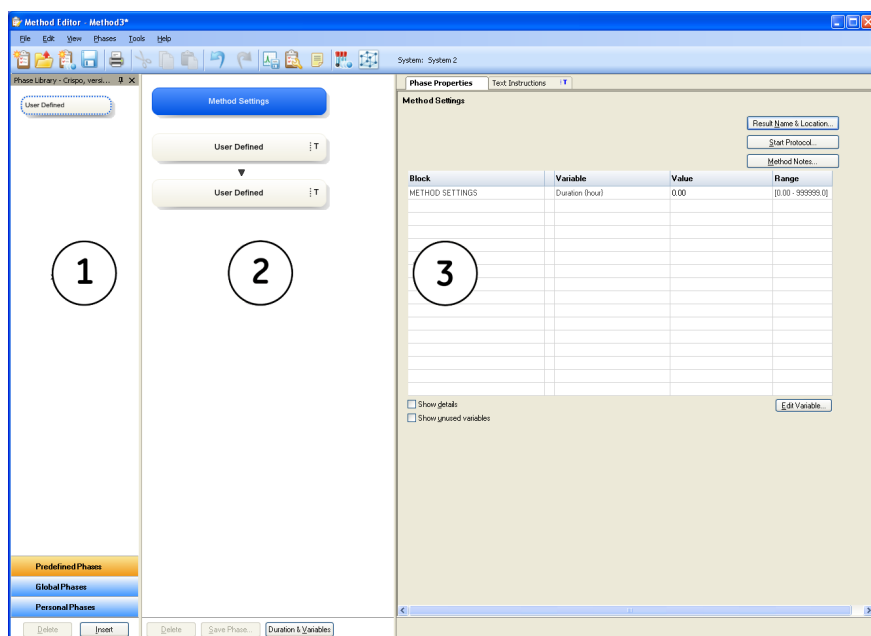 Method Editor - Method3*
File Edit View Phases Tools Help
System: System 2
Phase Library - Crispo, versi...
User Defined
Predefined Phases
Global Phases
Personal Phases
Delete Insert
1
Method Settings
User Defined T
User Defined T
2
Delete Save Phase... Duration & Variables
Phase Properties Text Instructions T
Method Settings
Result Name & Location...
Start Protocol...
Method Notes...
Block Variable Value Range
METHOD SETTINGS Duration (hour) 0.00 [0.00 - 999999.0]
3
Show details
Show unused variables
Edit Variable...